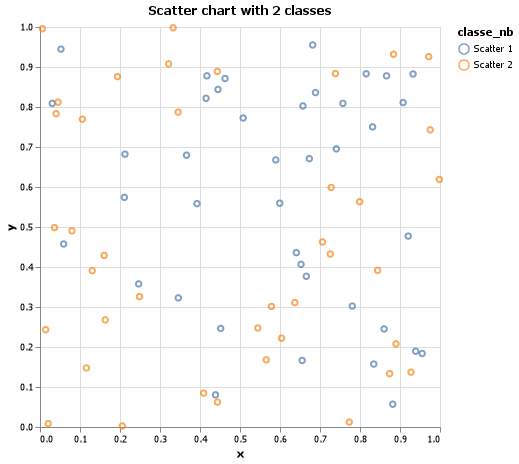 Scatter chart with 2 classes
classe_nb
Scatter 1
Scatter 2
1.0
0.9
0.8
0.7
0.6
0.5
0.4
0.3
0.2
0.1
0.0
y
0.0 0.1 0.2 0.3 0.4 0.5 0.6 0.7 0.8 0.9 1.0
x